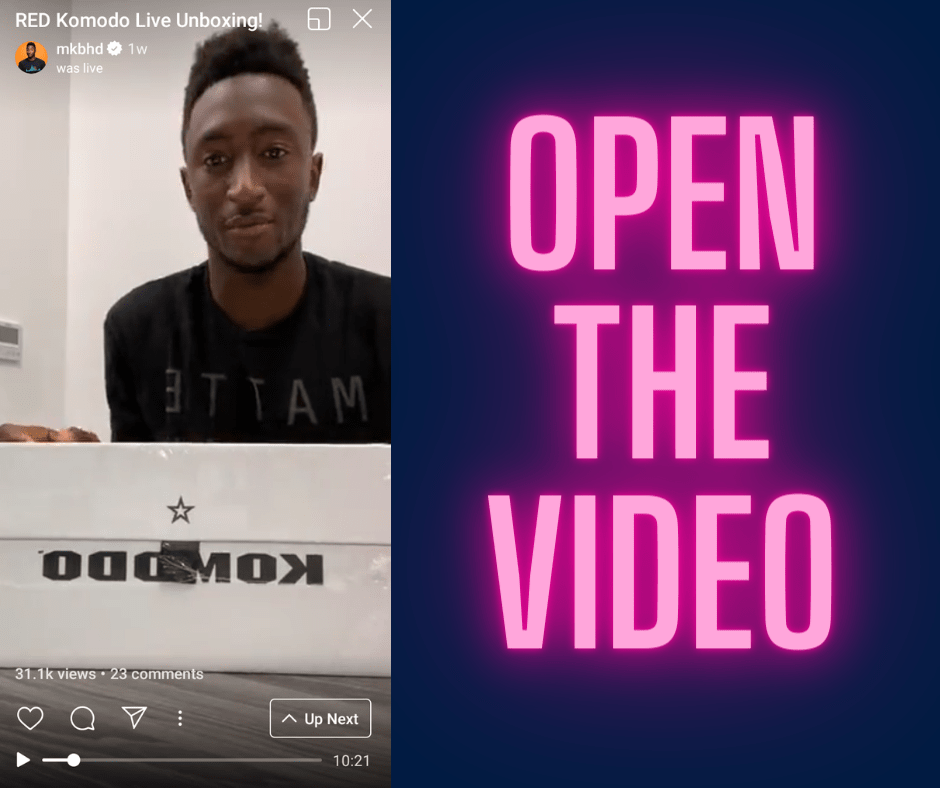 RED Komodo Live Unboxing!
mkbhd 1w
was live
MATTE
KOMODO
31.1k views • 23 comments
Up Next
10:21
OPEN
THE
VIDEO